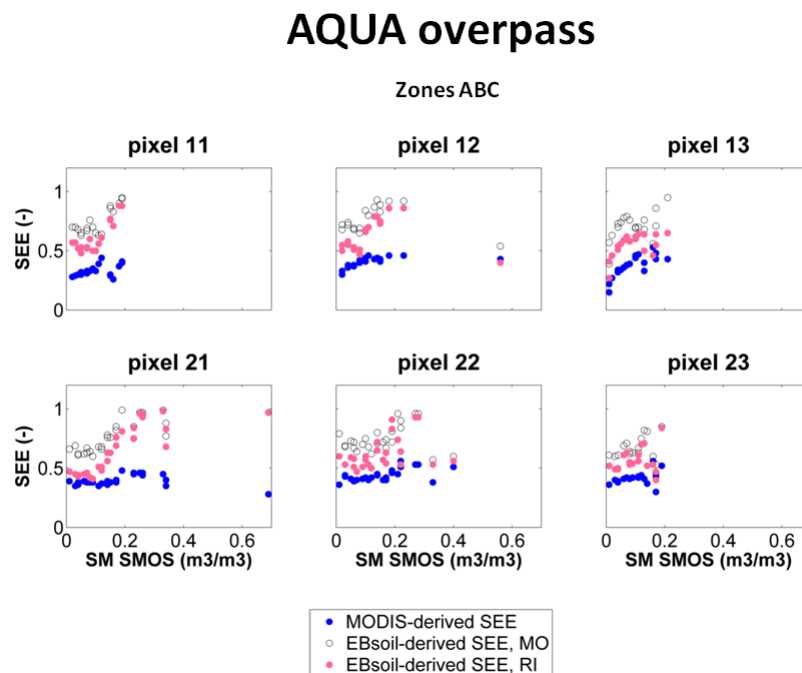 AQUA overpass
Zones ABC
pixel 11
pixel 12
pixel 13
SEE (-)
1
0.5
0
pixel 21
pixel 22
pixel 23
SEE (-)
1
0.5
0
0 0.2 0.4 0.6
0 0.2 0.4 0.6
0 0.2 0.4 0.6
SM SMOS (m3/m3)
SM SMOS (m3/m3)
SM SMOS (m3/m3)
MODIS-derived SEE
EBsoil-derived SEE, MO
EBsoil-derived SEE, RI